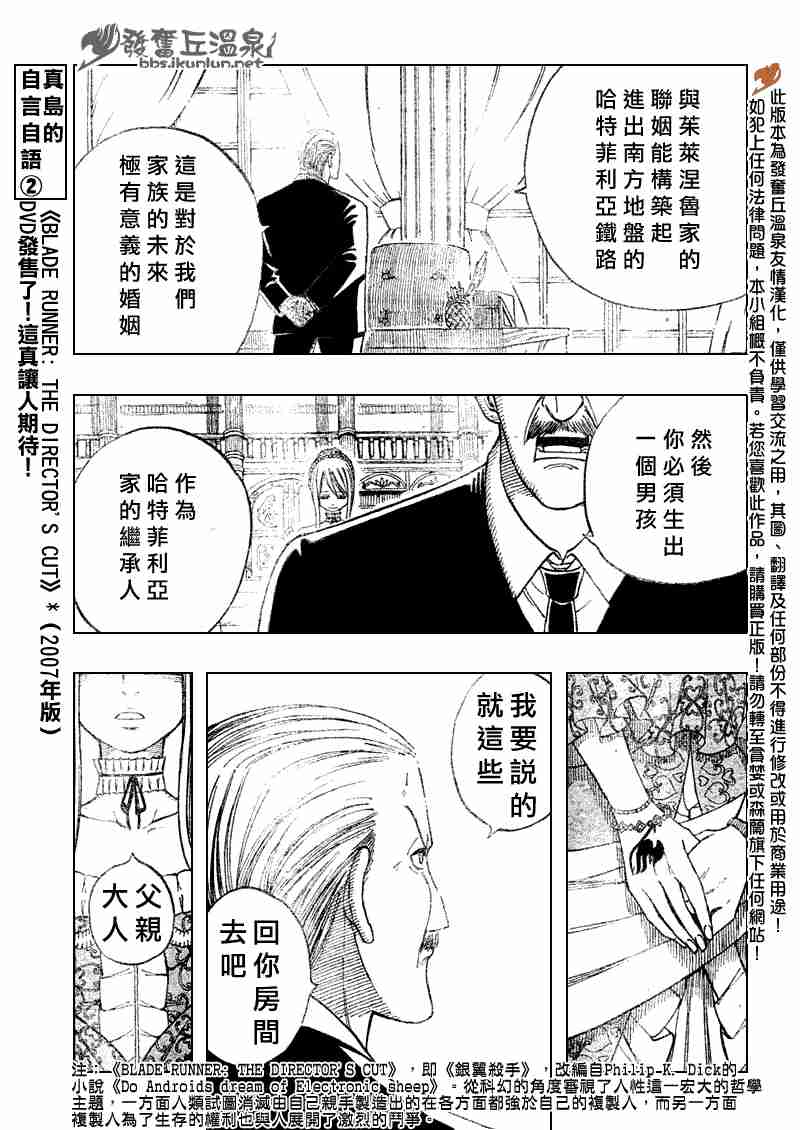 發奮丘溫泉
bbs.ikunlun.net
與茱萊涅魯家的
聯姻能構築起
進出南方地盤的
哈特菲利亞鐵路
這是對於我們
家族的未來
極有意義的婚姻
然後
你必須生出
一個男孩
作為
哈特菲利亞
家的繼承人
我要說的
就這些
回你房間
去吧
父親
大人
真島的
自言自語②
《BLADE RUNNER: THE DIRECTOR'S CUT》*(2007年版)
DVD發售了!這真讓人期待!
此版本為發奮丘溫泉友情漢化,僅供學習交流之用,其圖、翻譯及任何部份不得進行修改或用於商業用途!
如犯上任何法律問題,本小組概不負責。若您喜歡此作品,請購買正版!請勿轉至貪婪或森蘭旗下任何網站!
注:《BLADE RUNNER: THE DIRECTOR'S CUT》,即《銀翼殺手》,改編自Philip K. Dick的
小說《Do Androids dream of Electronic sheep》。從科幻的角度審視了人性這一宏大的哲學
主題,一方面人類試圖消滅由自己親手製造出的在各方面都強於自己的複製人,而另一方面
複製人為了生存的權利也與人展開了激烈的鬥爭。